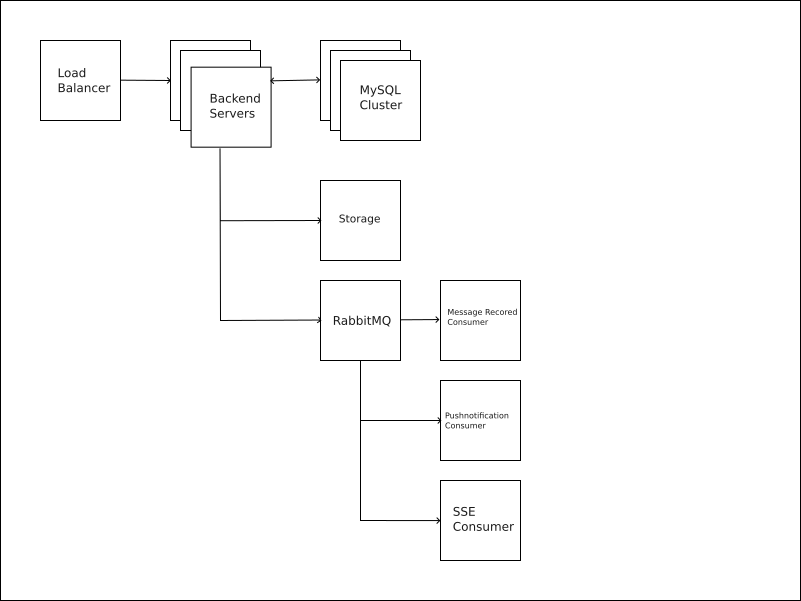 Load
Balancer
Backend
Servers
MySQL
Cluster
Storage
RabbitMQ
Message Recored
Consumer
Pushnotification
Consumer
SSE
Consumer